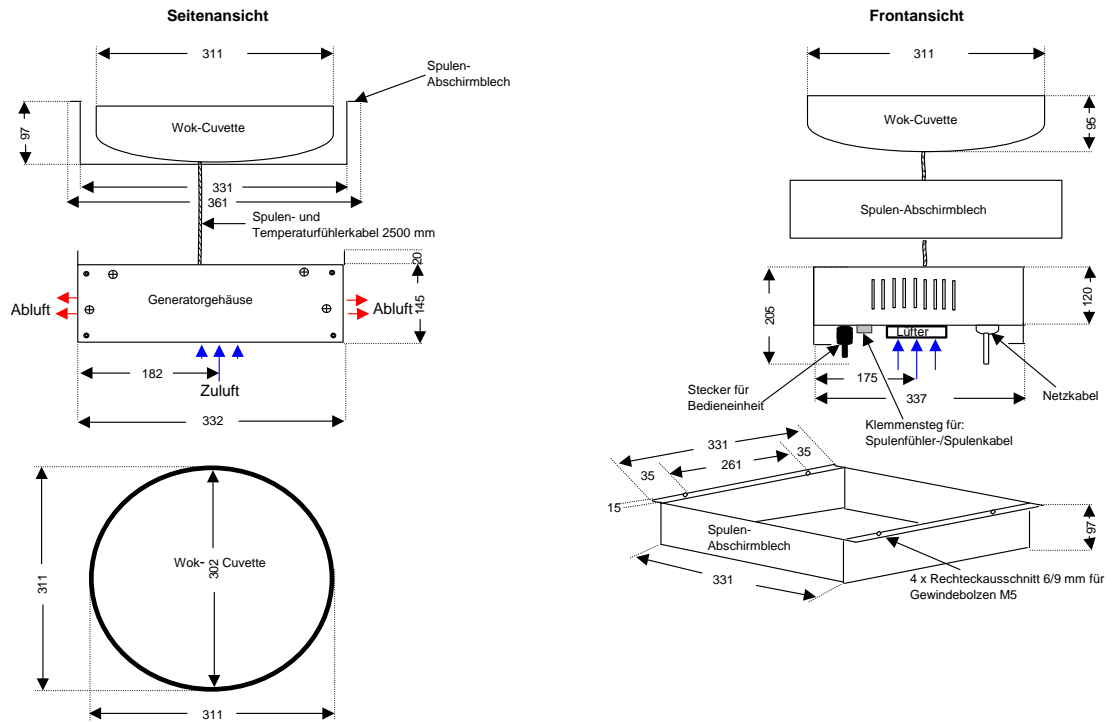 Seitenansicht
311
Spulen-
Abschirmblech
Wok-Cuvette
97
331
361
Spulen- und
Temperaturfühlerkabel 2500 mm
20
145
Generatorgehäuse
Abluft
Abluft
182
Zuluft
332
311
Wok- Cuvette
302
311
Frontansicht
311
Wok-Cuvette
95
Spulen-Abschirmblech
205
120
Lüfter
175
337
Stecker für
Bedieneinheit
Netzkabel
Klemmensteg für:
Spulenfühler-/Spulenkabel
331
35
261
35
15
Spulen-
Abschirmblech
97
331
4 x Rechteckausschnitt 6/9 mm für
Gewindebolzen M5